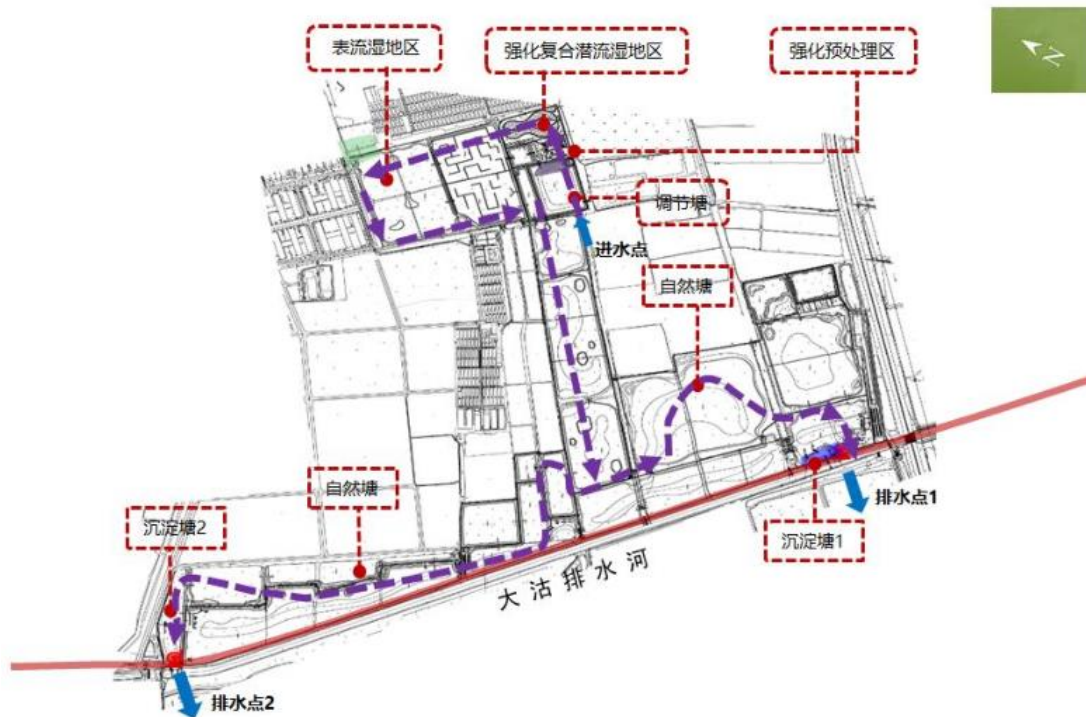 表流湿地区
强化复合潜流湿地区
强化预处理区
N
调节塘
进水点
自然塘
自然塘
沉淀塘2
沉淀塘1
排水点1
大沽排水河
排水点2